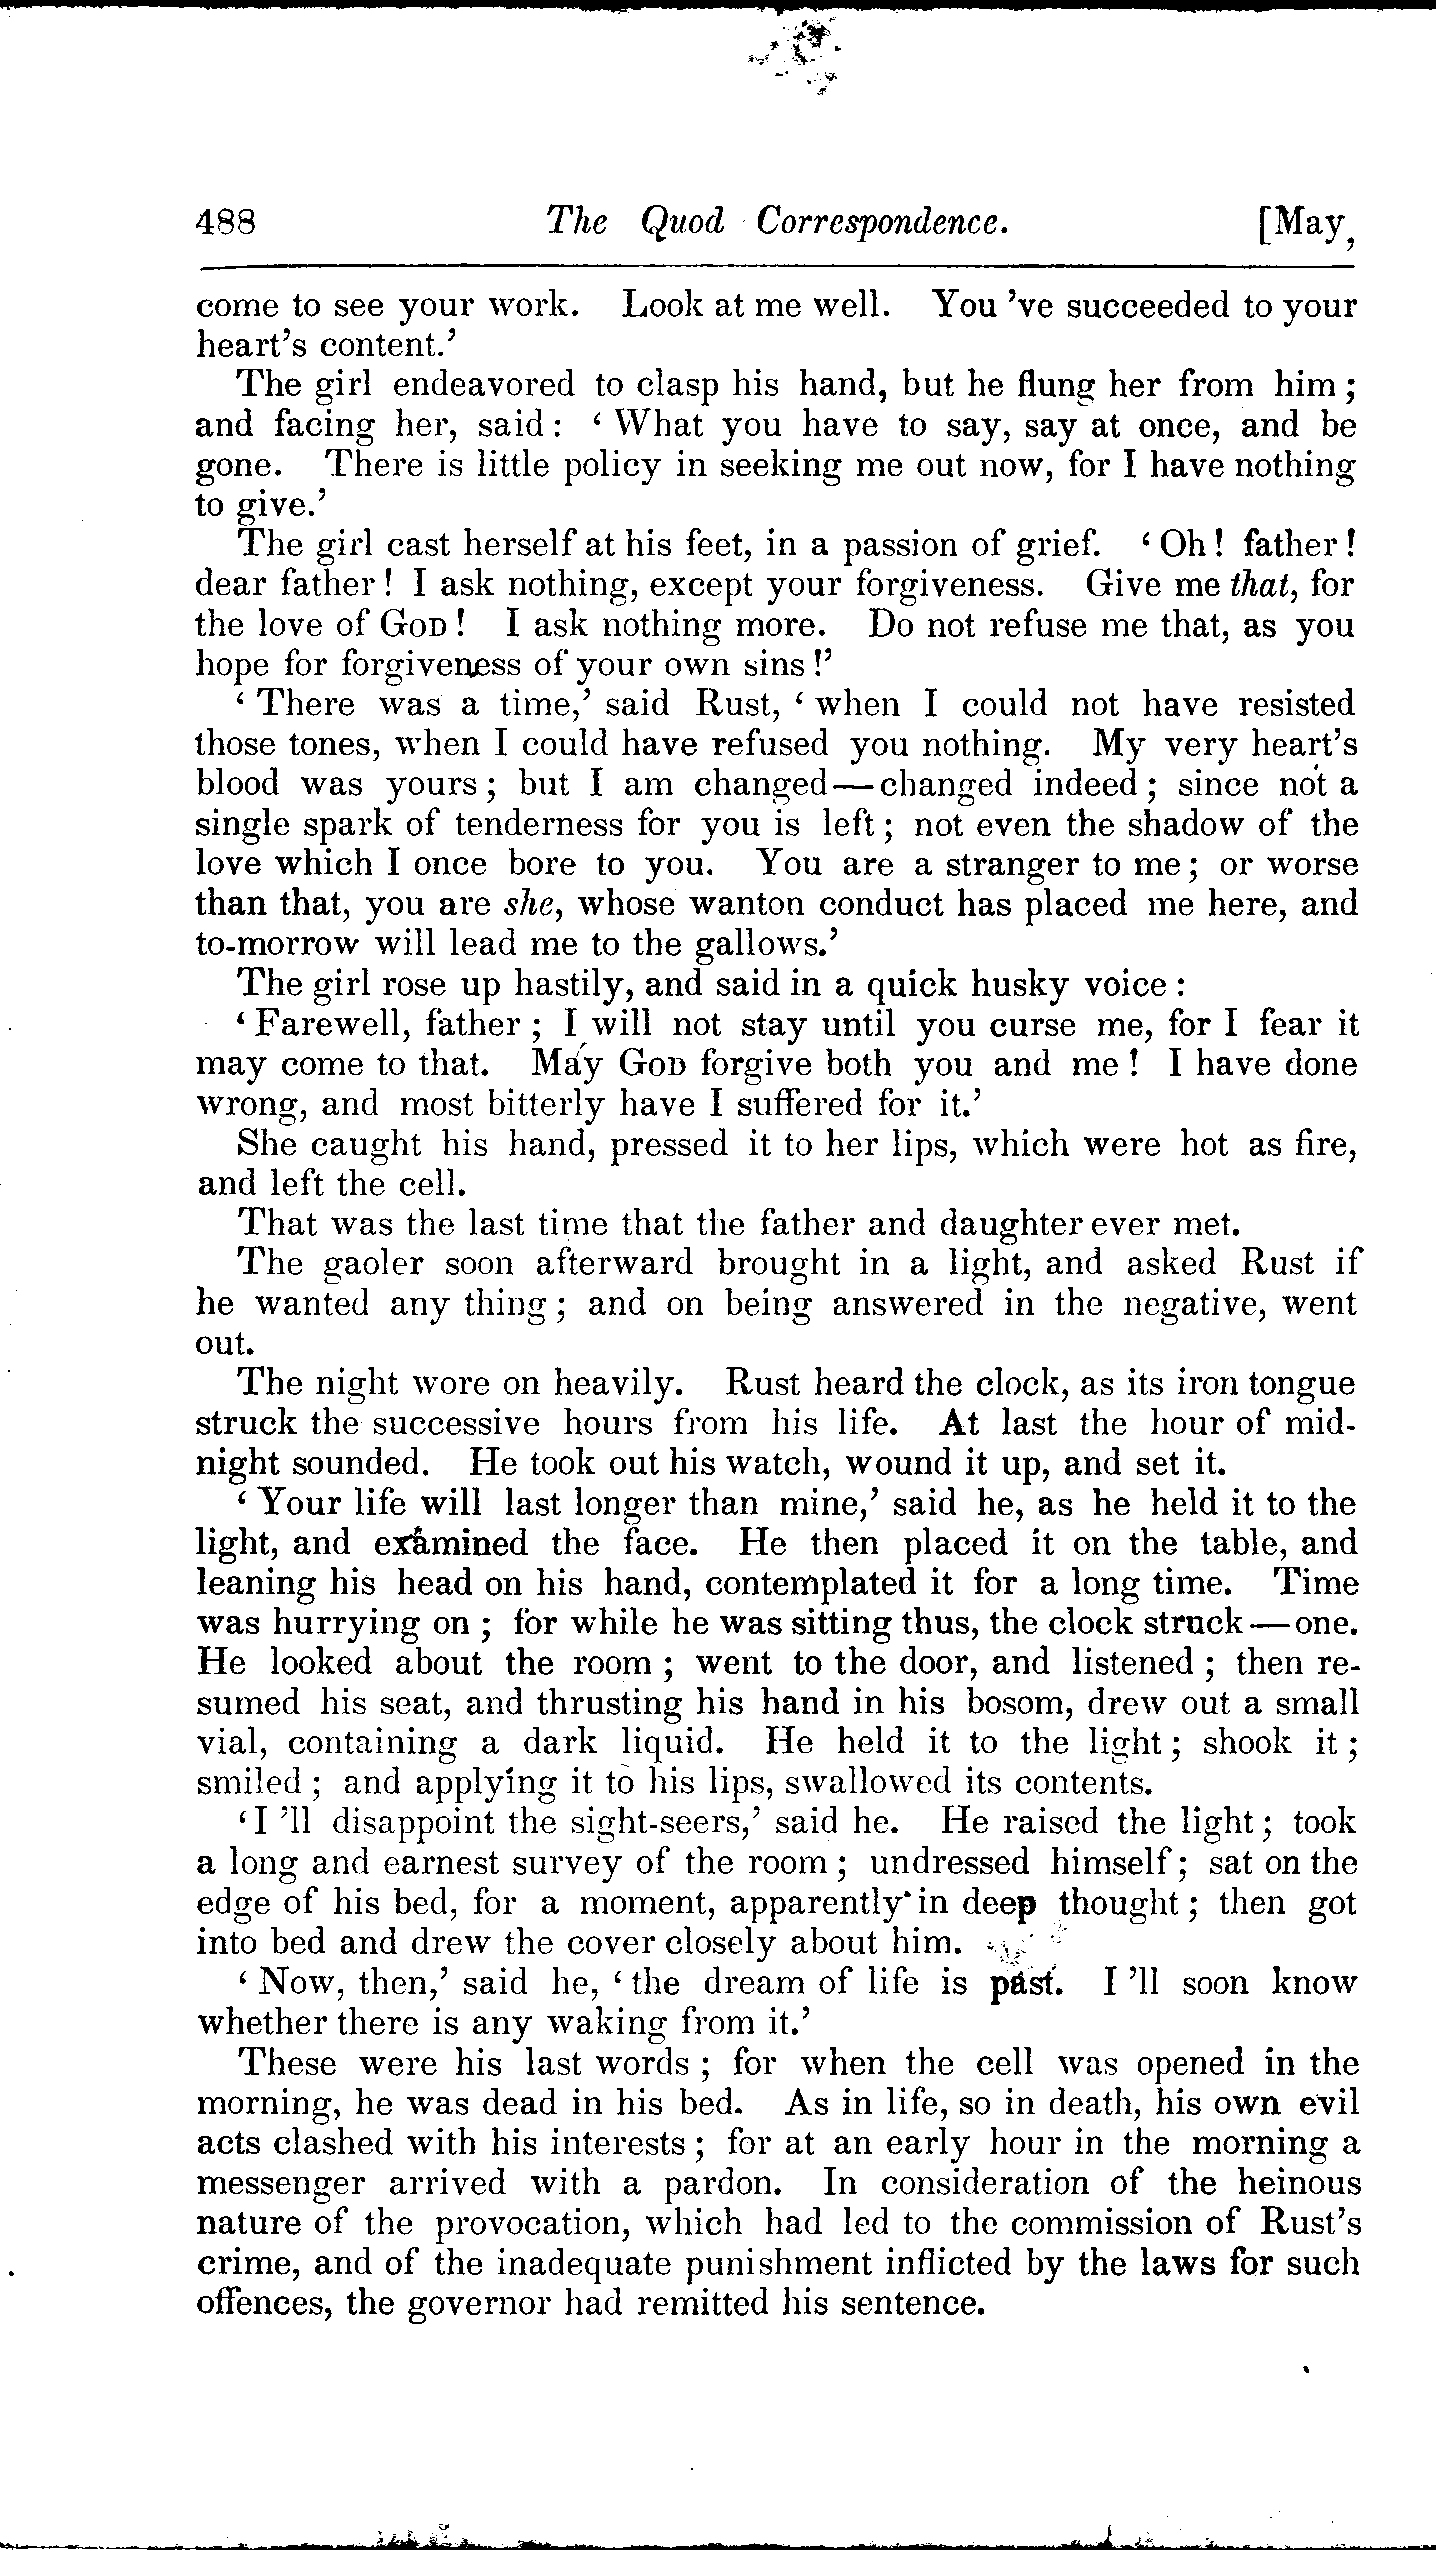 488 The Quod Correspondence. [May,
come to see your work. Look at me well. You 've succeeded to your
heart's content.'
The girl endeavored to clasp his hand, but he flung her from him;
and facing her, said: 'What you have to say, say at once, and be
gone. There is little policy in seeking me out now, for I have nothing
to give.'
The girl cast herself at his feet, in a passion of grief. 'Oh! father!
dear father! I ask nothing, except your forgiveness. Give me that, for
the love of GOD! I ask nothing more. Do not refuse me that, as you
hope for forgiveness of your own sins!'
'There was a time,' said Rust, 'when I could not have resisted
those tones, when I could have refused you nothing. My very heart's
blood was yours; but I am changed—changed indeed; since not a
single spark of tenderness for you is left; not even the shadow of the
love which I once bore to you. You are a stranger to me; or worse
than that, you are she, whose wanton conduct has placed me here, and
to-morrow will lead me to the gallows.'
The girl rose up hastily, and said in a quick husky voice:
'Farewell, father; I will not stay until you curse me, for I fear it
may come to that. May GOD forgive both you and me! I have done
wrong, and most bitterly have I suffered for it.'
She caught his hand, pressed it to her lips, which were hot as fire,
and left the cell.
That was the last time that the father and daughter ever met.
The gaoler soon afterward brought in a light, and asked Rust if
he wanted any thing; and on being answered in the negative, went
out.
The night wore on heavily. Rust heard the clock, as its iron tongue
struck the successive hours from his life. At last the hour of mid-
night sounded. He took out his watch, wound it up, and set it.
'Your life will last longer than mine,' said he, as he held it to the
light, and examined the face. He then placed it on the table, and
leaning his head on his hand, contemplated it for a long time. Time
was hurrying on; for while he was sitting thus, the clock struck—one.
He looked about the room; went to the door, and listened; then re-
sumed his seat, and thrusting his hand in his bosom, drew out a small
vial, containing a dark liquid. He held it to the light; shook it;
smiled; and applying it to his lips, swallowed its contents.
'I 'll disappoint the sight-seers,' said he. He raised the light; took
a long and earnest survey of the room; undressed himself; sat on the
edge of his bed, for a moment, apparently in deep thought; then got
into bed and drew the cover closely about him.
'Now, then,' said he, 'the dream of life is past. I 'll soon know
whether there is any waking from it.'
These were his last words; for when the cell was opened in the
morning, he was dead in his bed. As in life, so in death, his own evil
acts clashed with his interests; for at an early hour in the morning a
messenger arrived with a pardon. In consideration of the heinous
nature of the provocation, which had led to the commission of Rust's
crime, and of the inadequate punishment inflicted by the laws for such
offences, the governor had remitted his sentence.